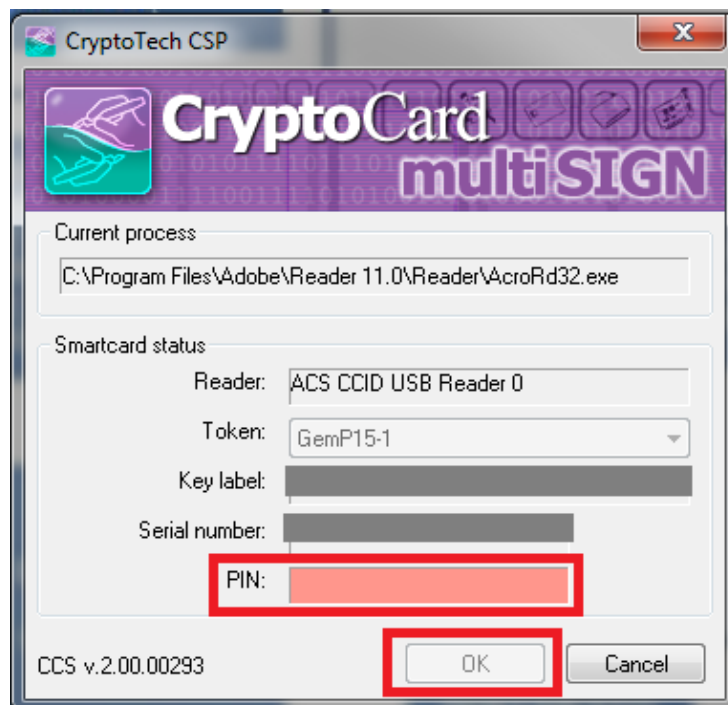 CryptoTech CSP
CryptoCard
multiSIGN
Current process
C:\Program Files\Adobe\Reader 11.0\Reader\AcroRd32.exe
Smartcard status
Reader: ACS CCID USB Reader 0
Token: GemP15-1
Key label:
Serial number:
PIN:
CCS v.2.00.00293 OK Cancel